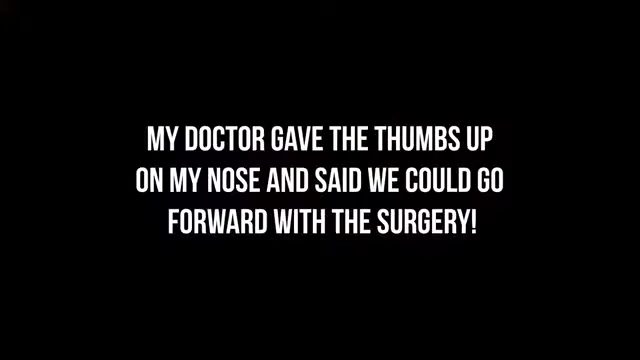 MY DOCTOR GAVE THE THUMBS UP
ON MY NOSE AND SAID WE COULD GO
FORWARD WITH THE SURGERY!